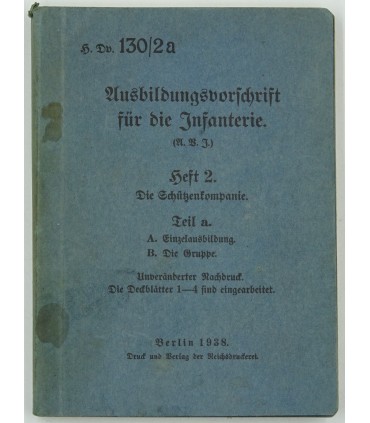 H. Dv. 130/2a
Ausbildungsvorschrift
für die Infanterie.
(A. V. I.)
Heft 2.
Die Schützenkompanie.
Teil a.
A. Einzelausbildung.
B. Die Gruppe.
Unveränderter Nachdruck.
Die Deckblätter 1—4 sind eingearbeitet.
Berlin 1938.
Druck und Verlag der Reichsdruckerei.